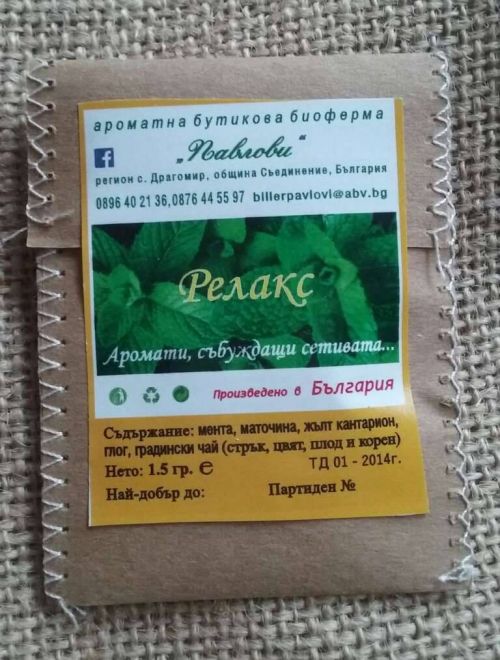 ароматна бутикова биоферма
„Павлови“
регион с. Драгомир, община Съединение, България
0896 40 21 36,0876 44 55 97 billerpavlovi@abv.bg
Релакс
Аромати, събуждащи сетивата...
Произведено в България
Съдържание: мента, маточина, жълт кантарион,
глог, градински чай (стрък, цвят, плод и корен)
Нето: 1.5 гр. ℮ ТД 01 - 2014г.
Най-добър до: Партиден №